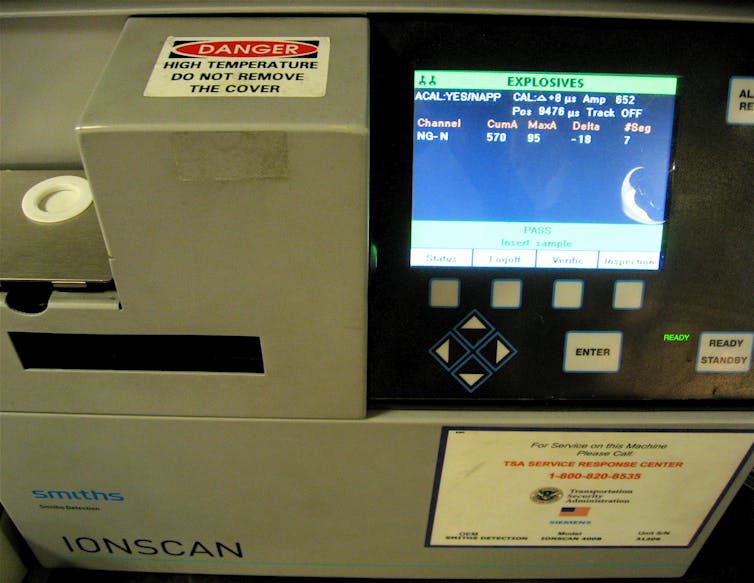 DANGER
HIGH TEMPERATURE
DO NOT REMOVE
THE COVER
EXPLOSIVES
ACAL:YES/NAPP CAL:△+8 µs Amp 652
Pos 9476 µs Track OFF
Channel CumA MaxA Delta #Seg
NG-N 570 95 -18 7
PASS
Insert sample
Status Logoff Verific Inspection
ENTER
READY
READY
STANDBY
smiths
Smiths Detection
IONSCAN
For Service on this Machine
Please Call:
TSA SERVICE RESPONSE CENTER
1-800-820-8535
Transportation
Security
Administration
SIEMENS
OEM Model Unit S/N
SMITHS DETECTION IONSCAN 400B